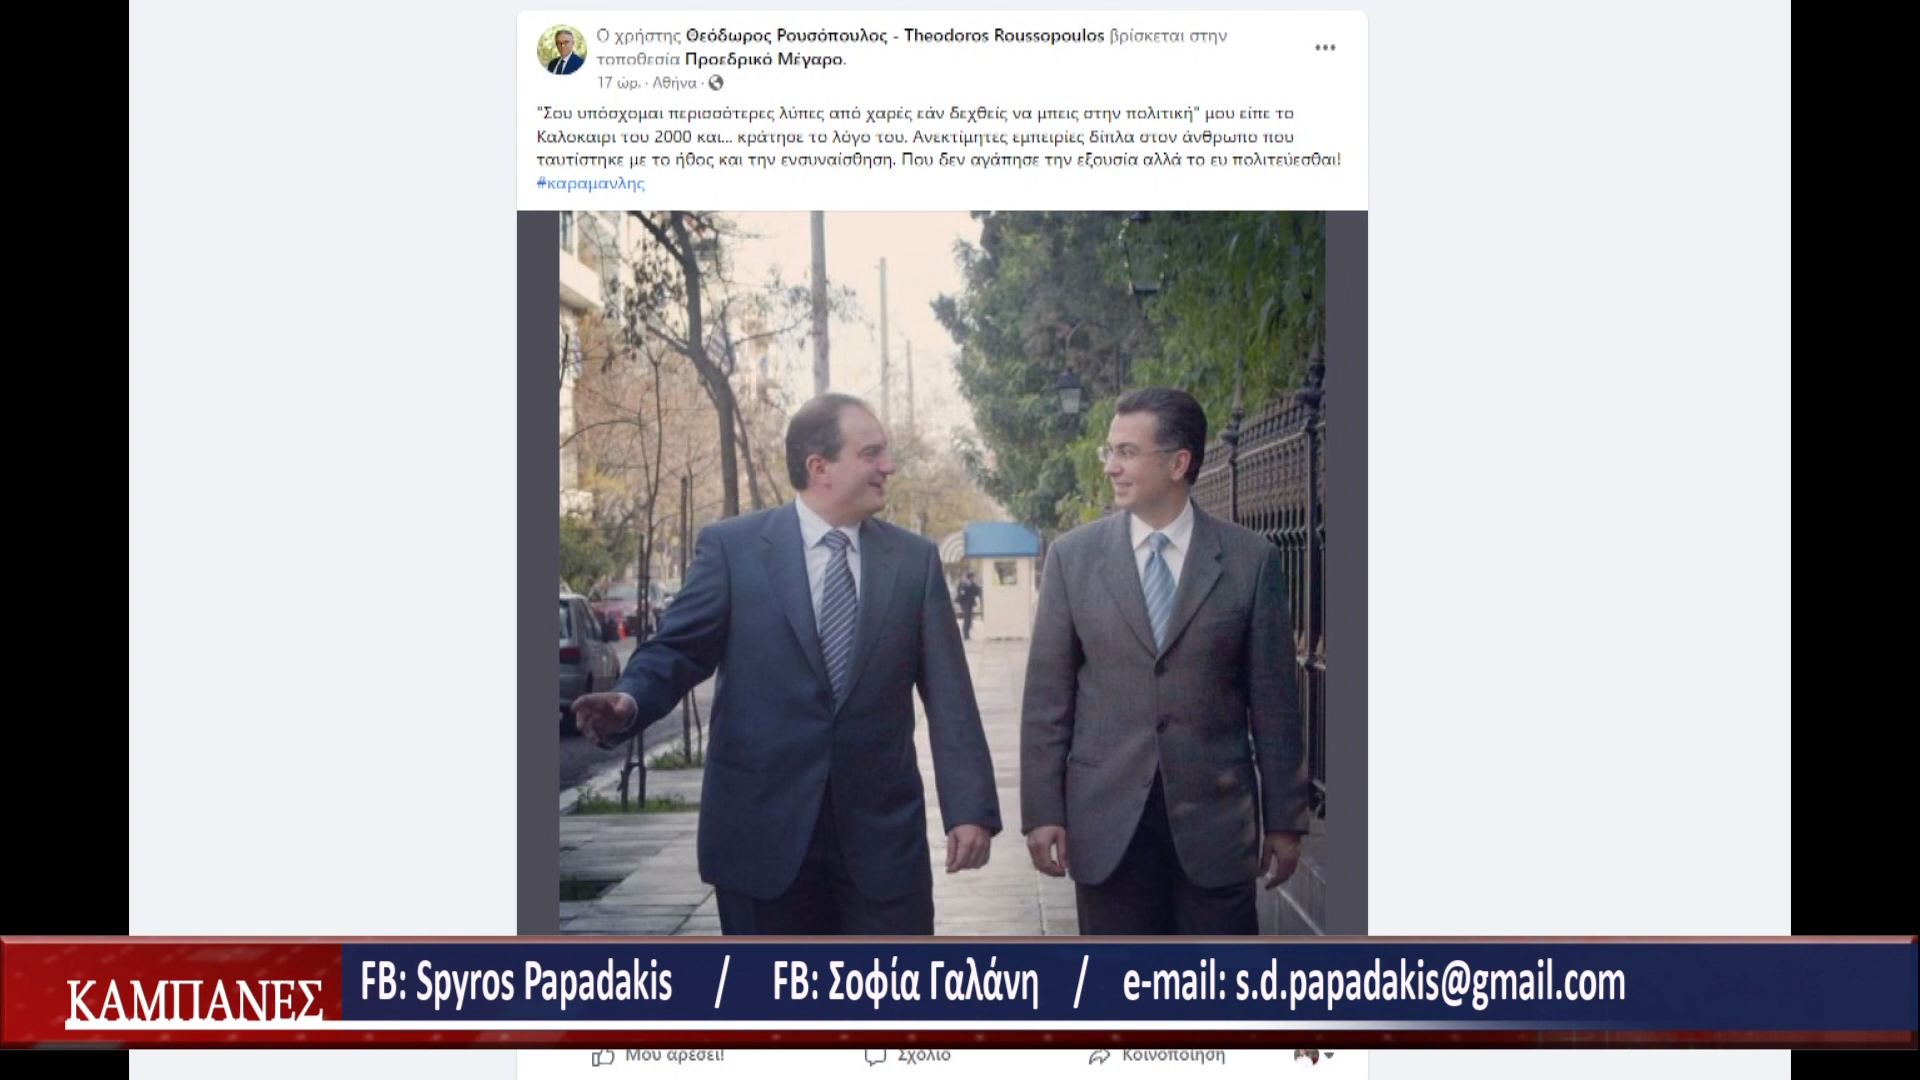 Ο χρήστης Θεόδωρος Ρουσόπουλος - Theodoros Roussopoulos βρίσκεται στην
τοποθεσία Προεδρικό Μέγαρο.
17 ώρ. · Αθήνα ·
"Σου υπόσχομαι περισσότερες λύπες από χαρές εάν δεχθείς να μπεις στην πολιτική" μου είπε το
Καλοκαιρι του 2000 και... κράτησε το λόγο του. Ανεκτίμητες εμπειρίες δίπλα στον άνθρωπο που
ταυτίστηκε με το ήθος και την ενσυναίσθηση. Που δεν αγάπησε την εξουσία αλλά το ευ πολιτεύεσθαι!
#καραμανλης
ΚΑΜΠΑΝΕΣ
FB: Spyros Papadakis / FB: Σοφία Γαλάνη / e-mail: s.d.papadakis@gmail.com
Μου αρέσει! Σχόλιο Κοινοποίηση